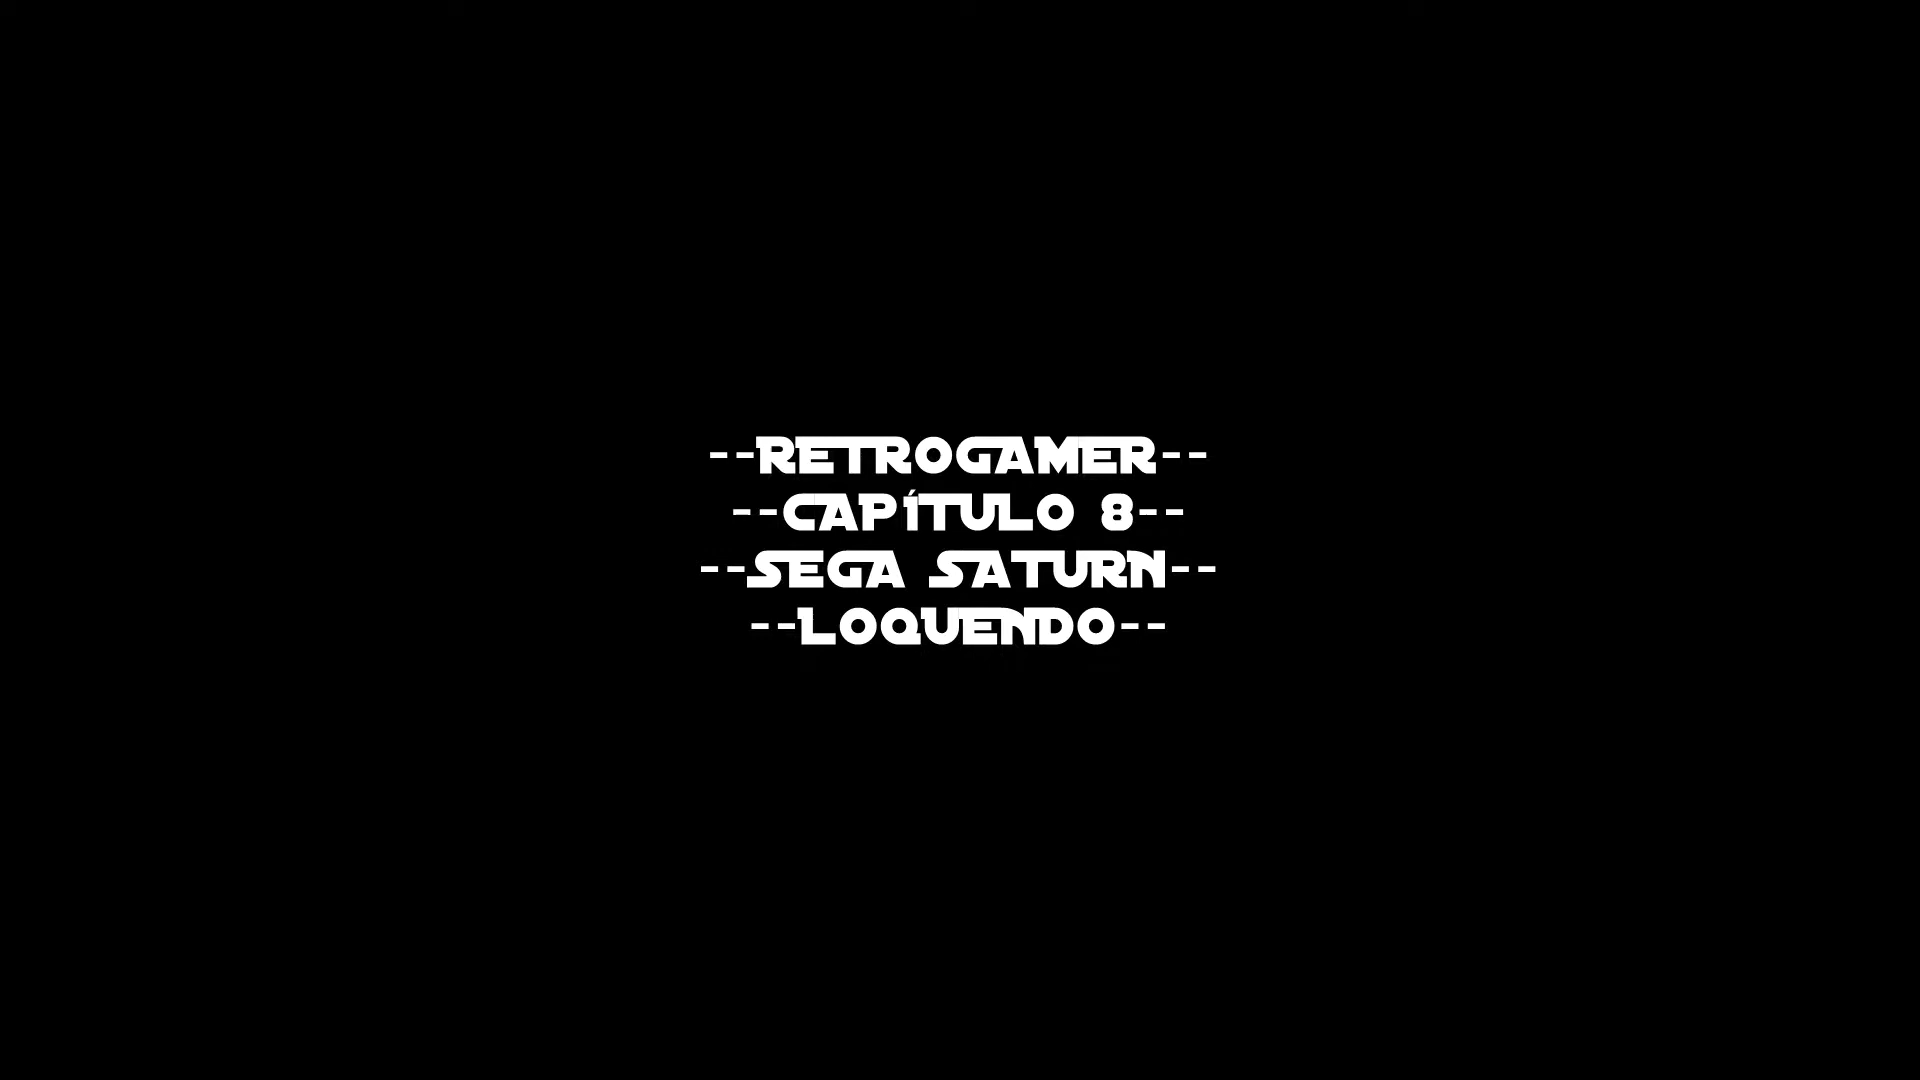 --RETROGAMER--
--CAPÍTULO 8--
--SEGA SATURN--
--LOQUENDO--